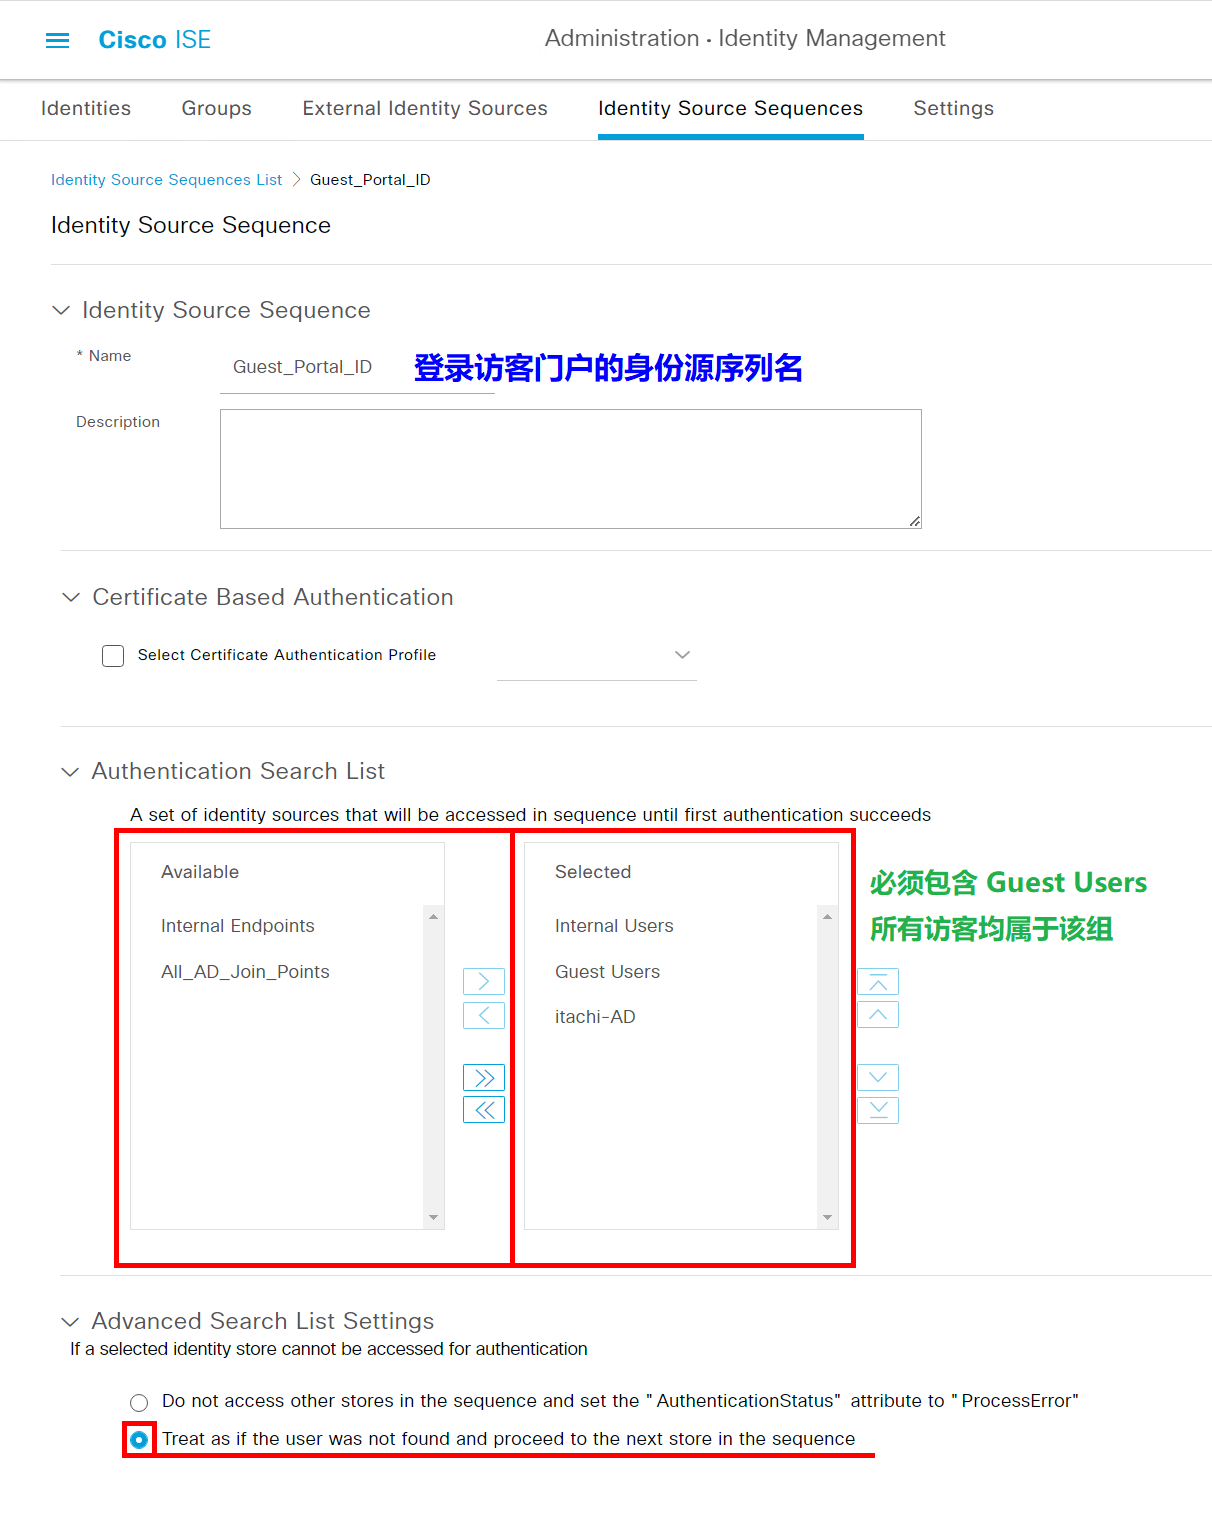 Cisco ISE
Administration · Identity Management
Identities
Groups
External Identity Sources
Identity Source Sequences
Settings
Identity Source Sequences List
Guest_Portal_ID
Identity Source Sequence
Identity Source Sequence
* Name
Guest_Portal_ID
登录访客门户的身份源序列名
Description
Certificate Based Authentication
Select Certificate Authentication Profile
Authentication Search List
A set of identity sources that will be accessed in sequence until first authentication succeeds
Available
Internal Endpoints
All_AD_Join_Points
Selected
Internal Users
Guest Users
itachi-AD
必须包含 Guest Users
所有访客均属于该组
Advanced Search List Settings
If a selected identity store cannot be accessed for authentication
Do not access other stores in the sequence and set the "AuthenticationStatus" attribute to "ProcessError"
Treat as if the user was not found and proceed to the next store in the sequence